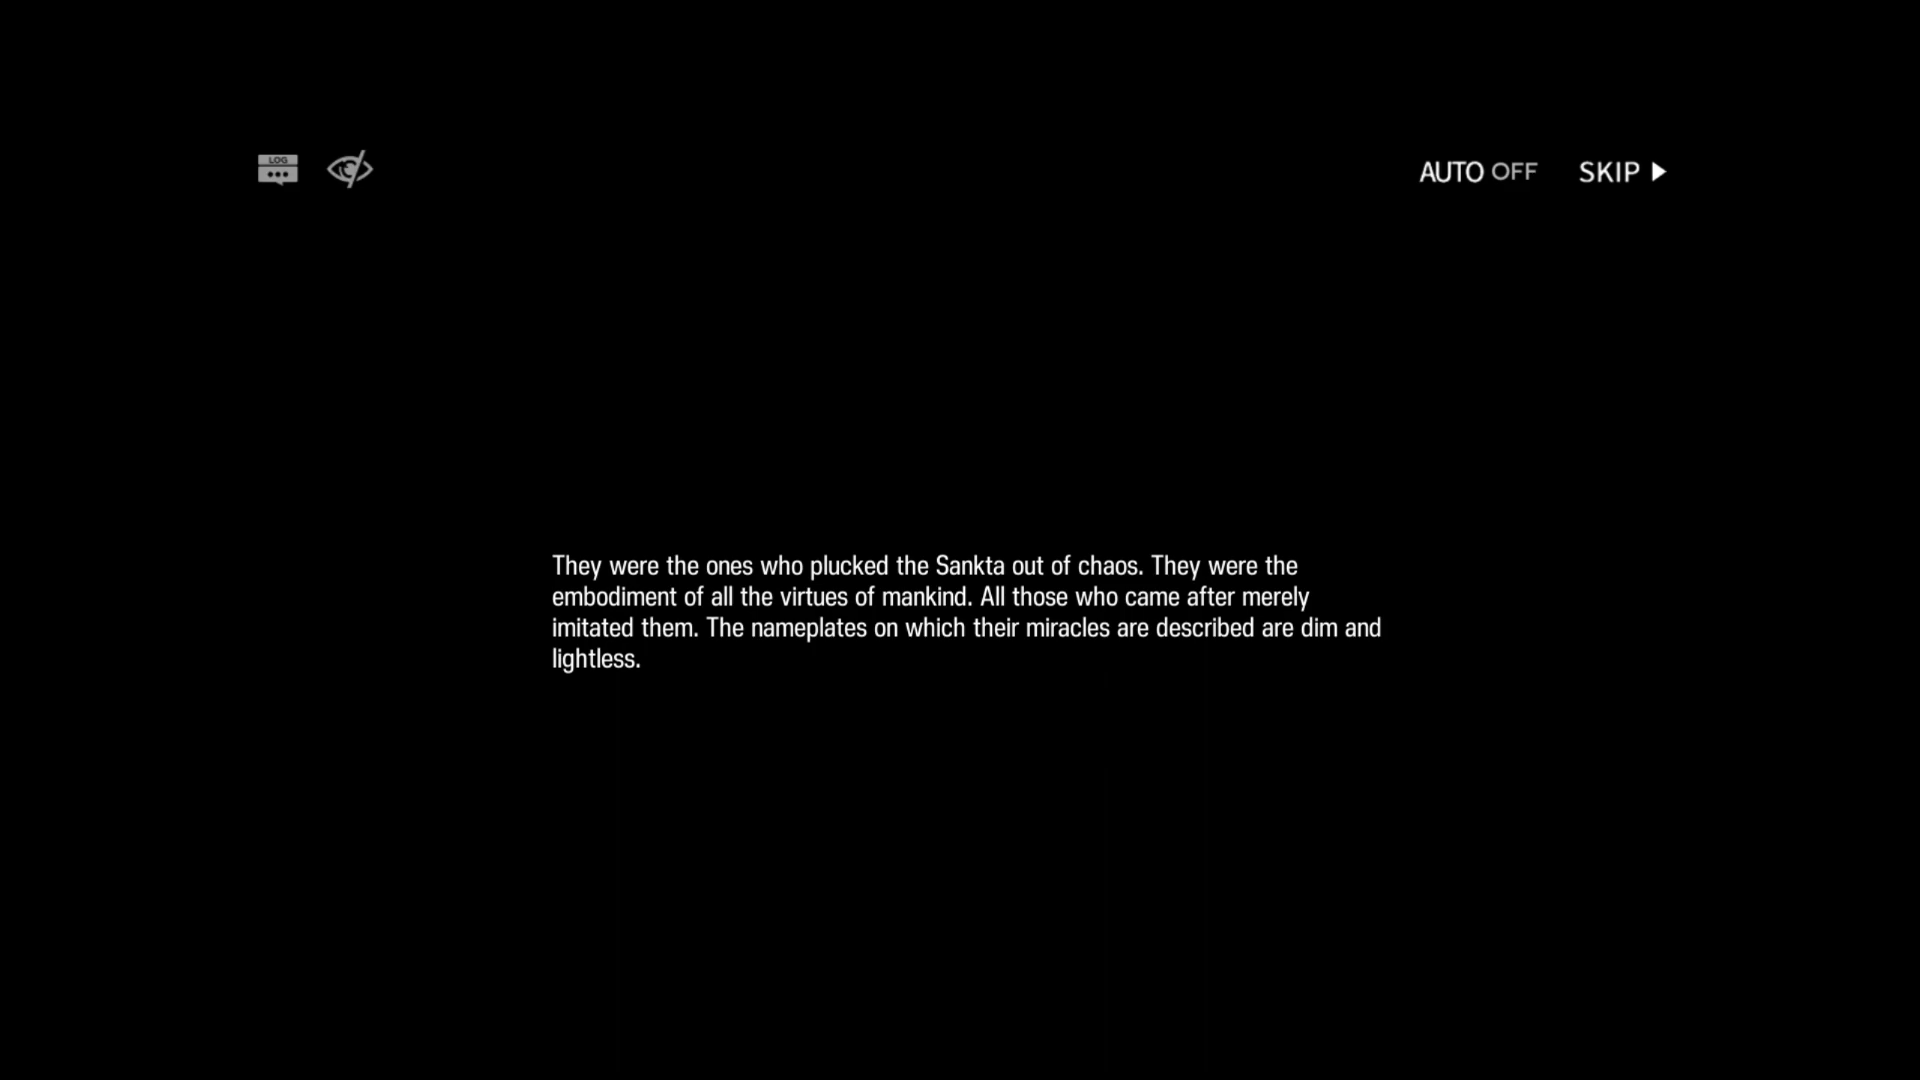 LOG
AUTO OFF SKIP
They were the ones who plucked the Sankta out of chaos. They were the
embodiment of all the virtues of mankind. All those who came after merely
imitated them. The nameplates on which their miracles are described are dim and
lightless.